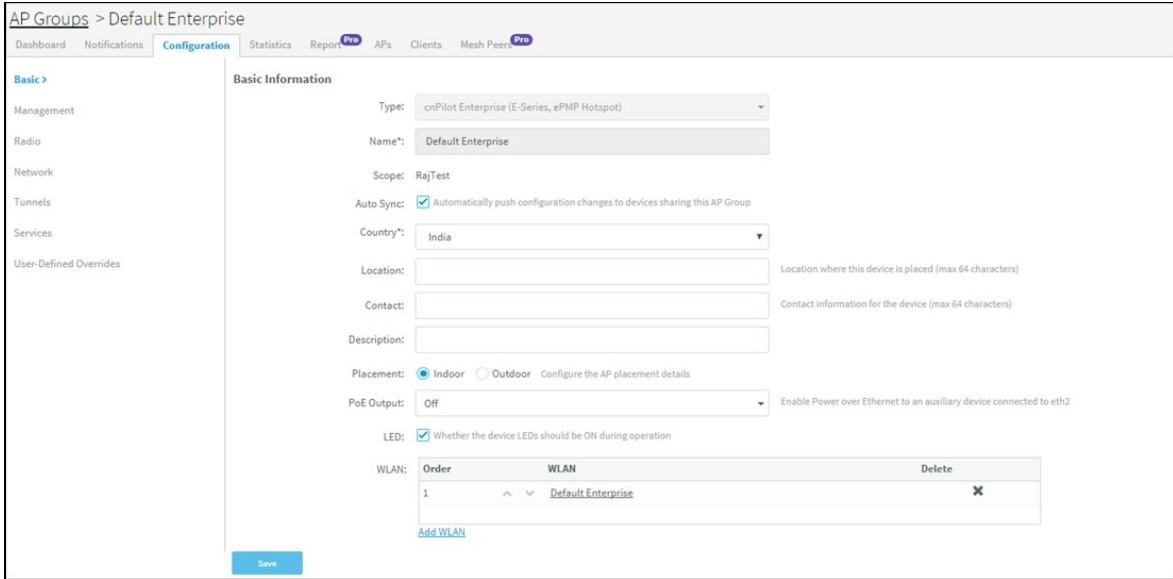 AP Groups > Default Enterprise
Dashboard Notifications Configuration Statistics Report Pro APs Clients Mesh Peers Pro
Basic >
Basic Information
Type: cnPilot Enterprise (E-Series, ePMP Hotspot)
Management
Name*: Default Enterprise
Radio
Scope: RajTest
Network
Auto Sync: Automatically push configuration changes to devices sharing this AP Group
Tunnels
Country*: India
Services
User-Defined Overrides
Location: Location where this device is placed (max 64 characters)
Contact: Contact information for the device (max 64 characters)
Description:
Placement: Indoor Outdoor Configure the AP placement details
PoE Output: Off Enable Power over Ethernet to an auxiliary device connected to eth2
LED: Whether the device LEDs should be ON during operation
WLAN: Order WLAN Delete
1 Default Enterprise
Add WLAN
Save